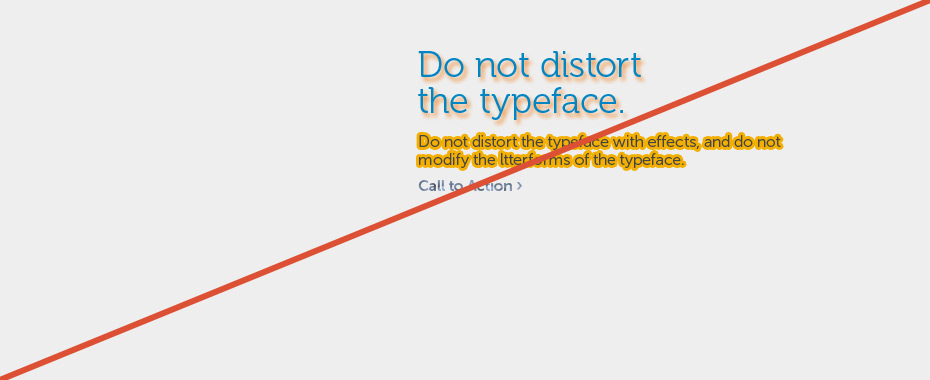 Do not distort
the typeface.
Do not distort the typeface with effects, and do not
modify the ltterforms of the typeface.
Call to Action ›